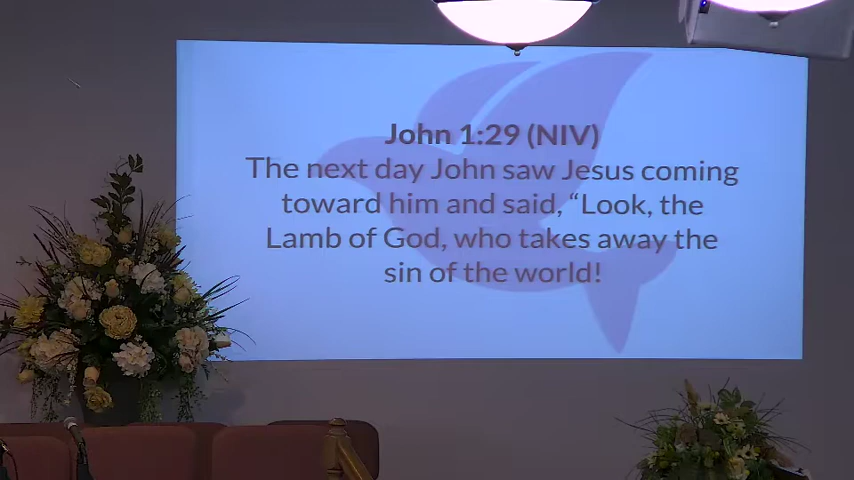 John 1:29 (NIV)
The next day John saw Jesus coming
toward him and said, “Look, the
Lamb of God, who takes away the
sin of the world!